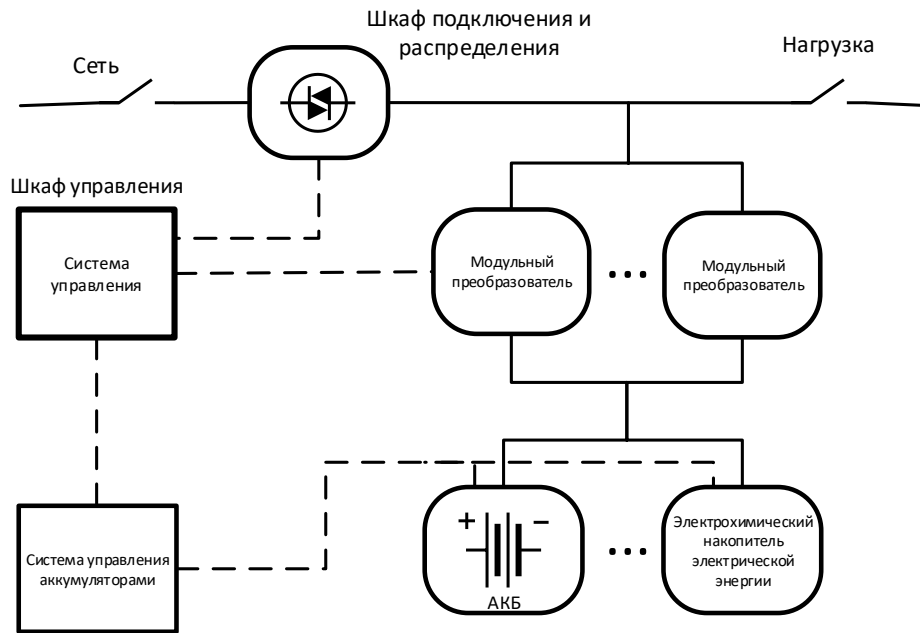 Шкаф подключения и
распределения
Сеть
Нагрузка
Шкаф управления
Система
управления
Модульный
преобразователь
...
Модульный
преобразователь
Система управления
аккумуляторами
+ −
АКБ
...
Электрохимический
накопитель
электрической
энергии